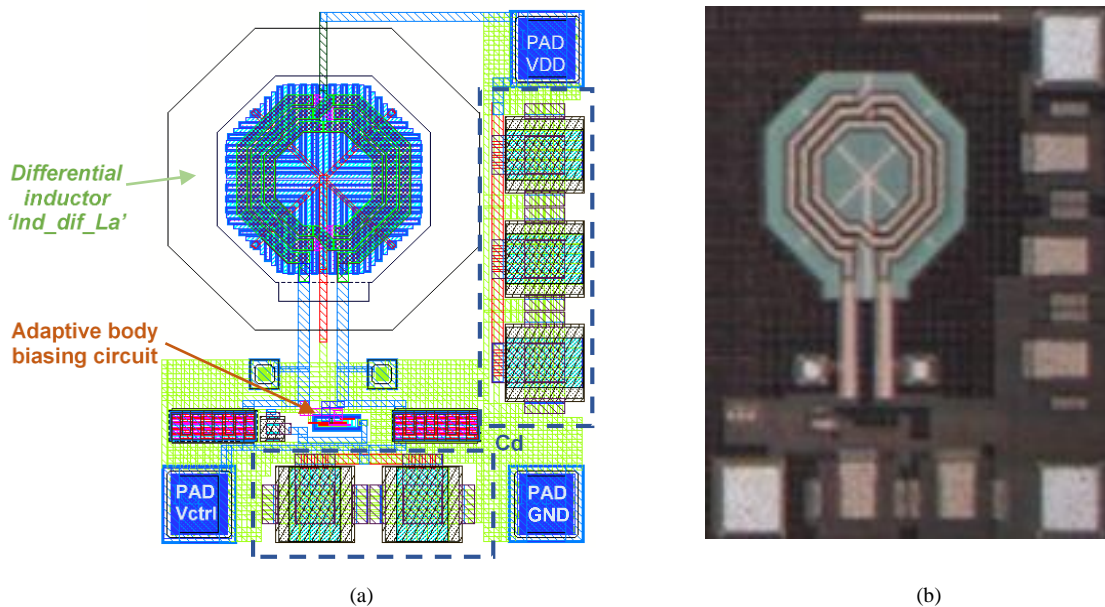 PAD
VDD
Differential
inductor
‘Ind_dif_La’
Adaptive body
biasing circuit
Cd
PAD
Vctrl
PAD
GND
(a)
(b)